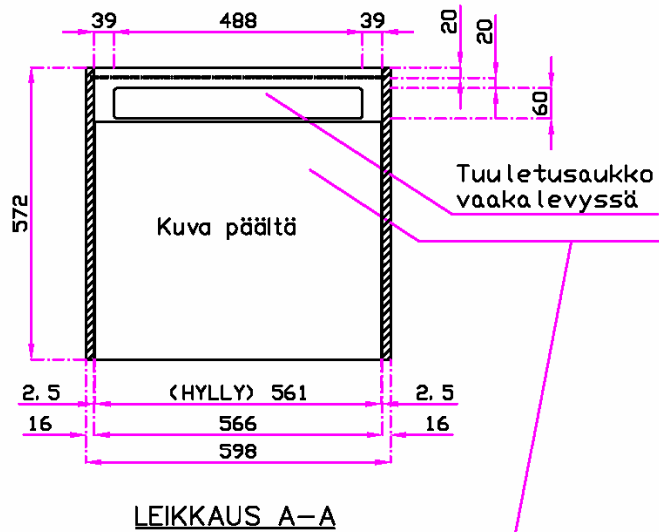 39 488 39
20
20
60
572
Tuuletusaukko
vaakalevyssä
Kuva päältä
2, 5 (HYLLY) 561 2, 5
16 566 16
598
LEIKKAUS A-A